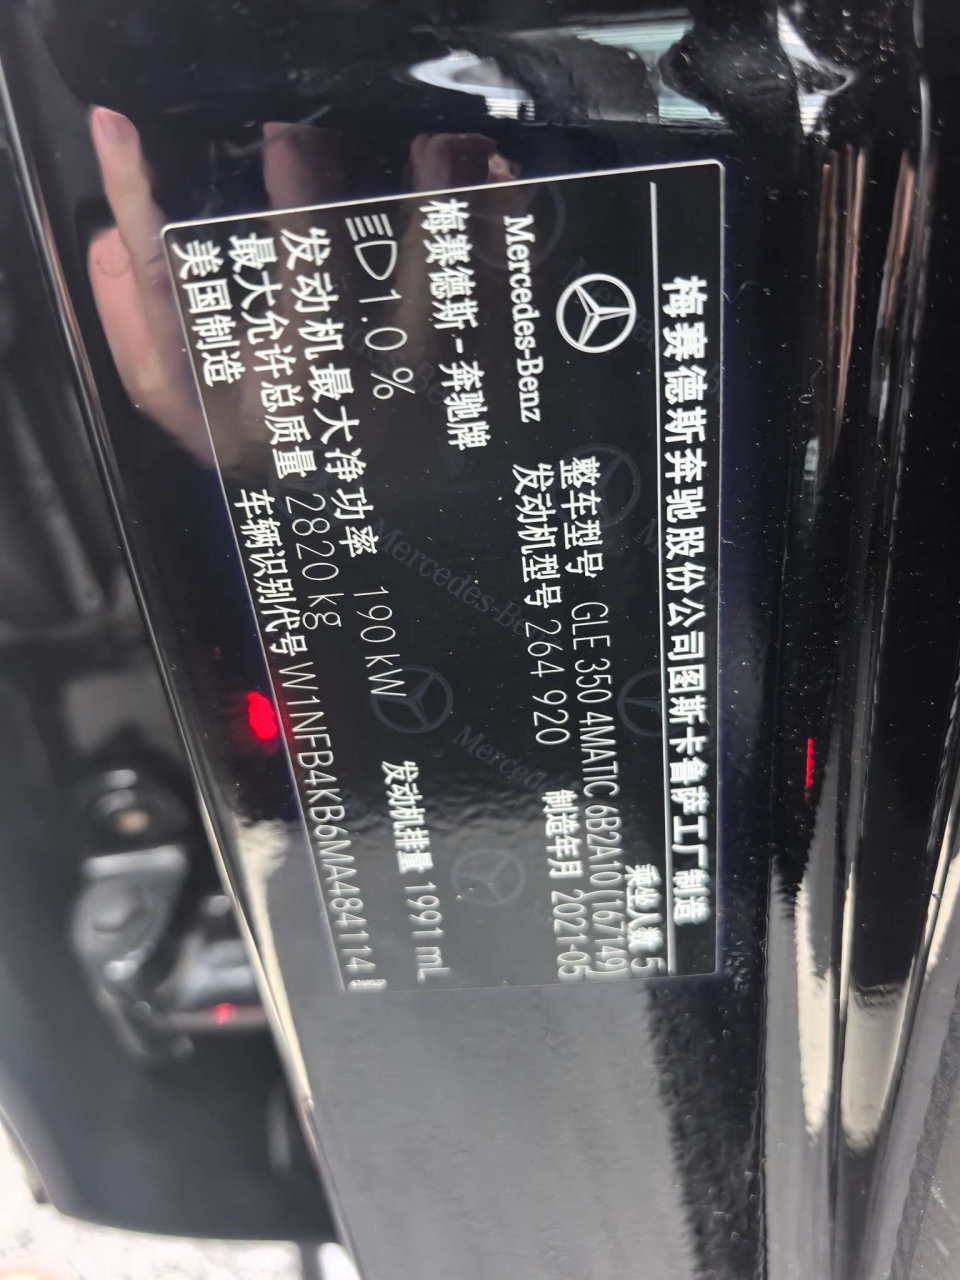 梅赛德斯奔驰股份公司图斯卡鲁萨工厂制造
乘坐人数 5
整车型号 GLE 350 4MATIC 6B2A10 (167149)
发动机型号 264 920
制造年月 2021-05
Mercedes-Benz
梅赛德斯-奔驰牌
1.0%
发动机最大净功率 190 kW
发动机排量 1991 mL
最大允许总质量 2820 kg
美国制造
车辆识别代号 W1NFB4KB6MA484114